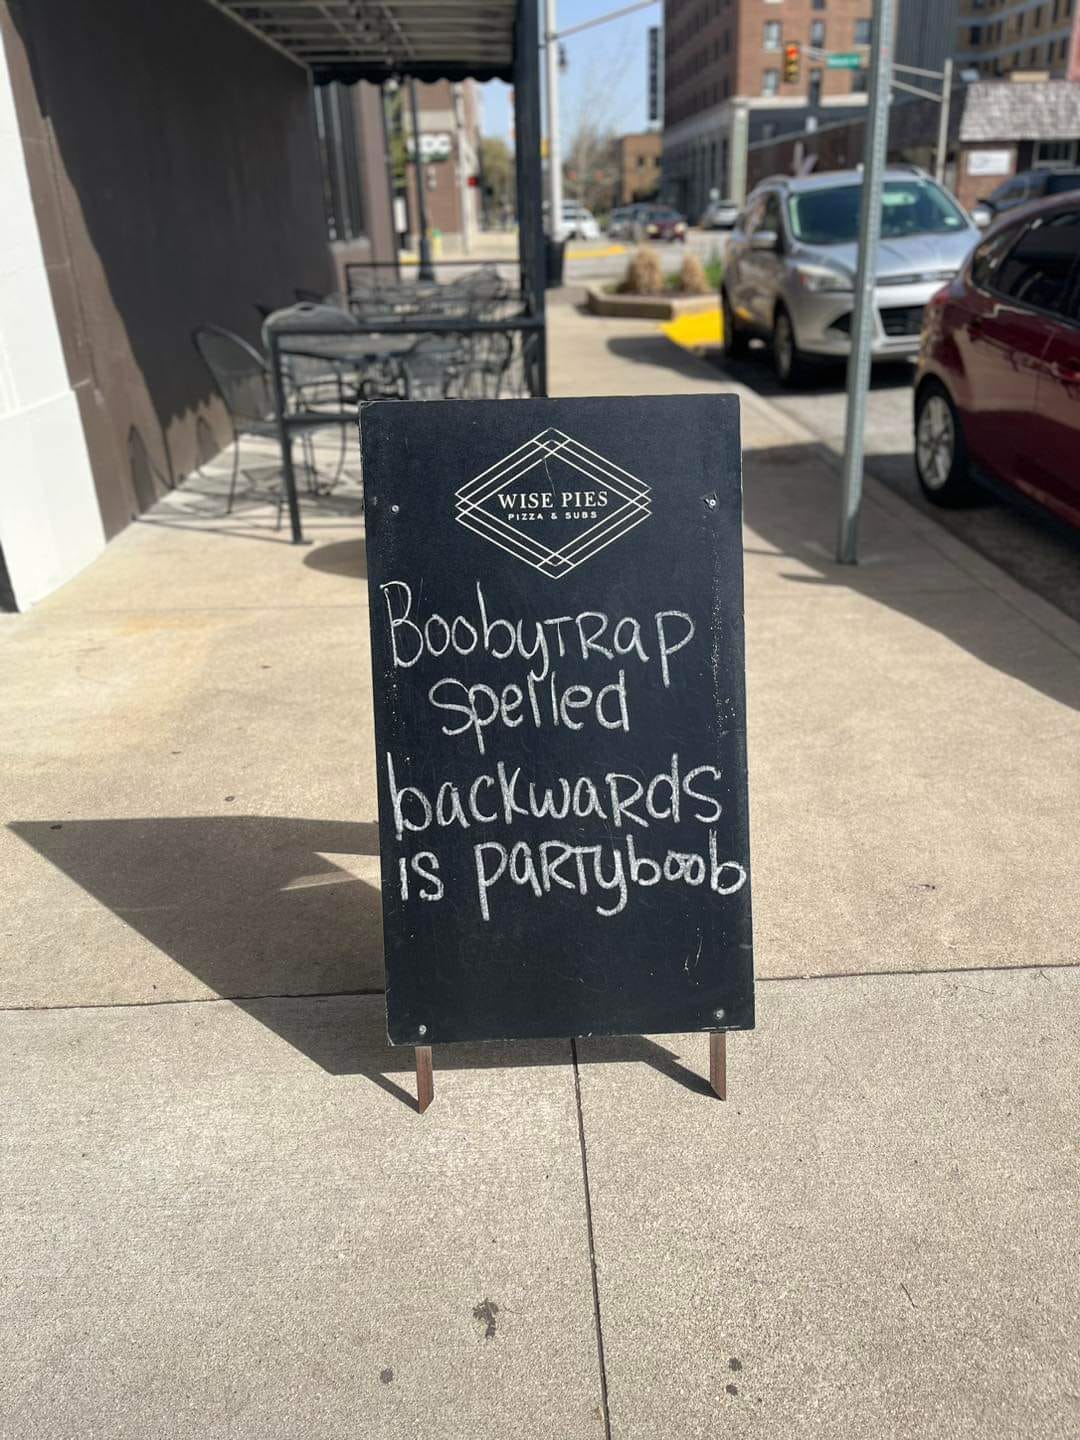 WISE PIES
PIZZA & SUBS
BoobyTRap
spelled
backwaRds
is paRTyboob